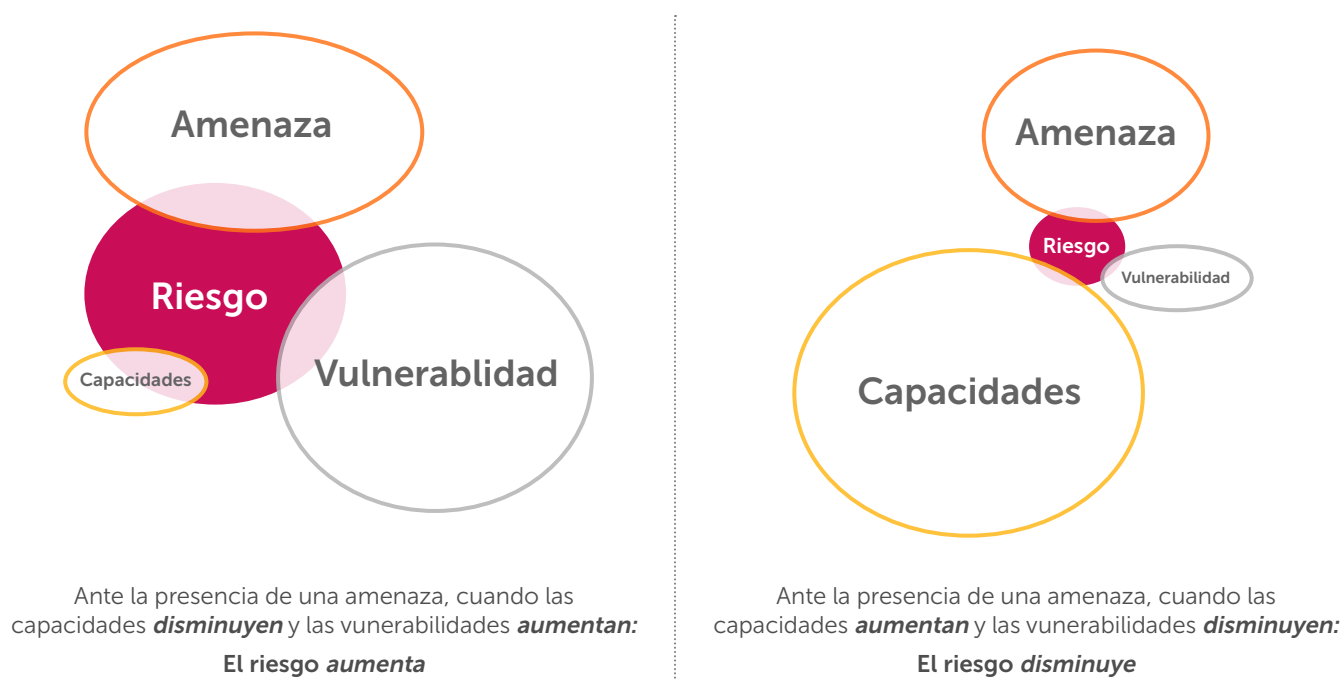 Amenaza
Riesgo
Capacidades
Vulnerablidad
Ante la presencia de una amenaza, cuando las
capacidades disminuyen y las vunerabilidades aumentan:
El riesgo aumenta
Amenaza
Riesgo
Vulnerabilidad
Capacidades
Ante la presencia de una amenaza, cuando las
capacidades aumentan y las vunerabilidades disminuyen:
El riesgo disminuye